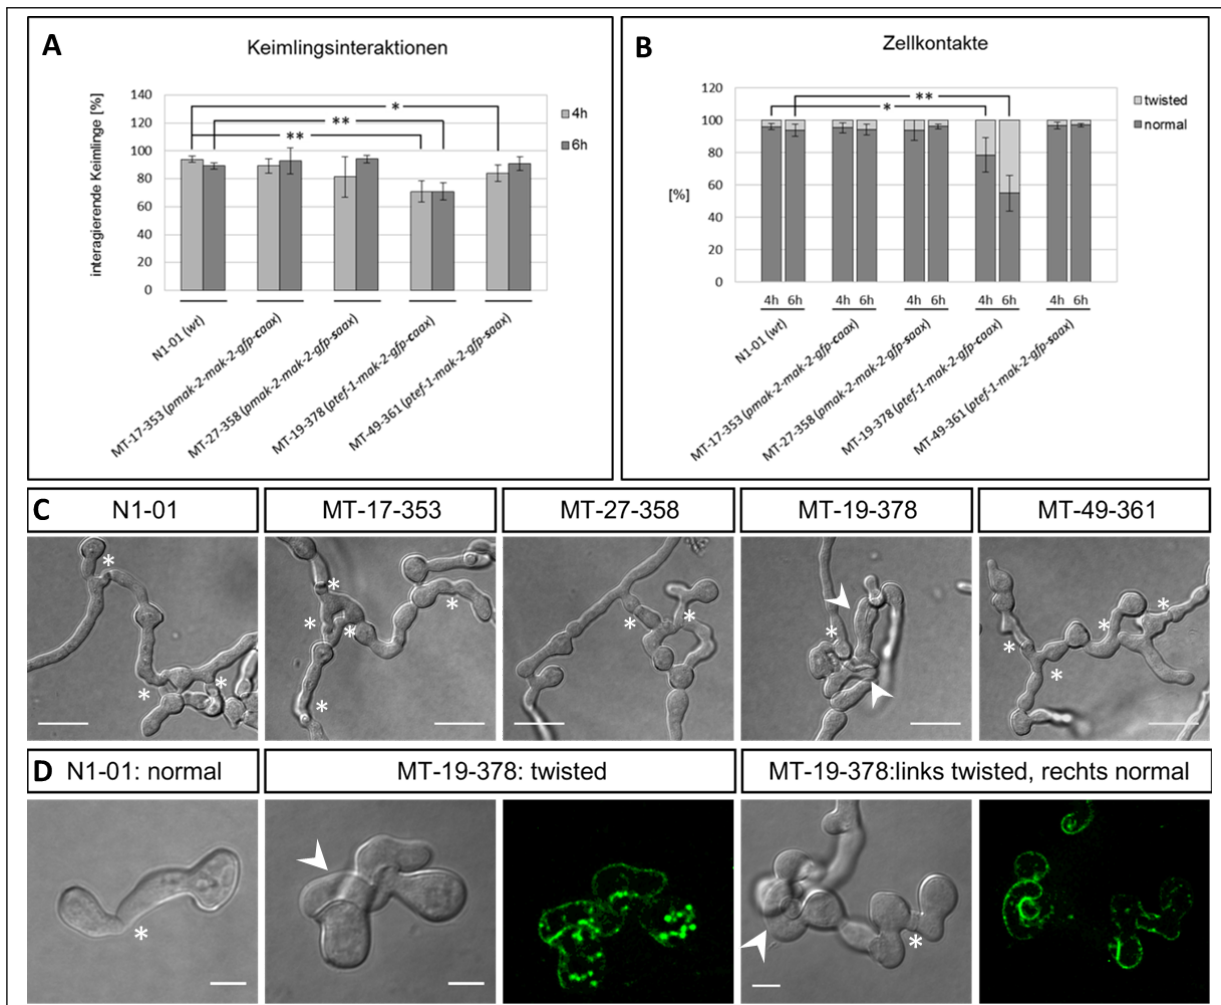 A
Keimlingsinteraktionen
interagierende Keimlinge [%]
140
120
100
80
60
40
20
0
*
**
**
4h
6h
N1-01 (wt)
MT-17-353 (pmak-2-mak-2-gfp-caax)
MT-27-358 (pmak-2-mak-2-gfp-saax)
MT-19-378 (ptef-1-mak-2-gfp-caax)
MT-49-361 (ptef-1-mak-2-gfp-saax)
B
Zellkontakte
[%]
120
100
80
60
40
20
0
**
*
twisted
normal
4h 6h 4h 6h 4h 6h 4h 6h 4h 6h
N1-01 (wt)
MT-17-353 (pmak-2-mak-2-gfp-caax)
MT-27-358 (pmak-2-mak-2-gfp-saax)
MT-19-378 (ptef-1-mak-2-gfp-caax)
MT-49-361 (ptef-1-mak-2-gfp-saax)
C N1-01 MT-17-353 MT-27-358 MT-19-378 MT-49-361
* * * * * * * * * * * * * *
D N1-01: normal MT-19-378: twisted MT-19-378:links twisted, rechts normal
* *